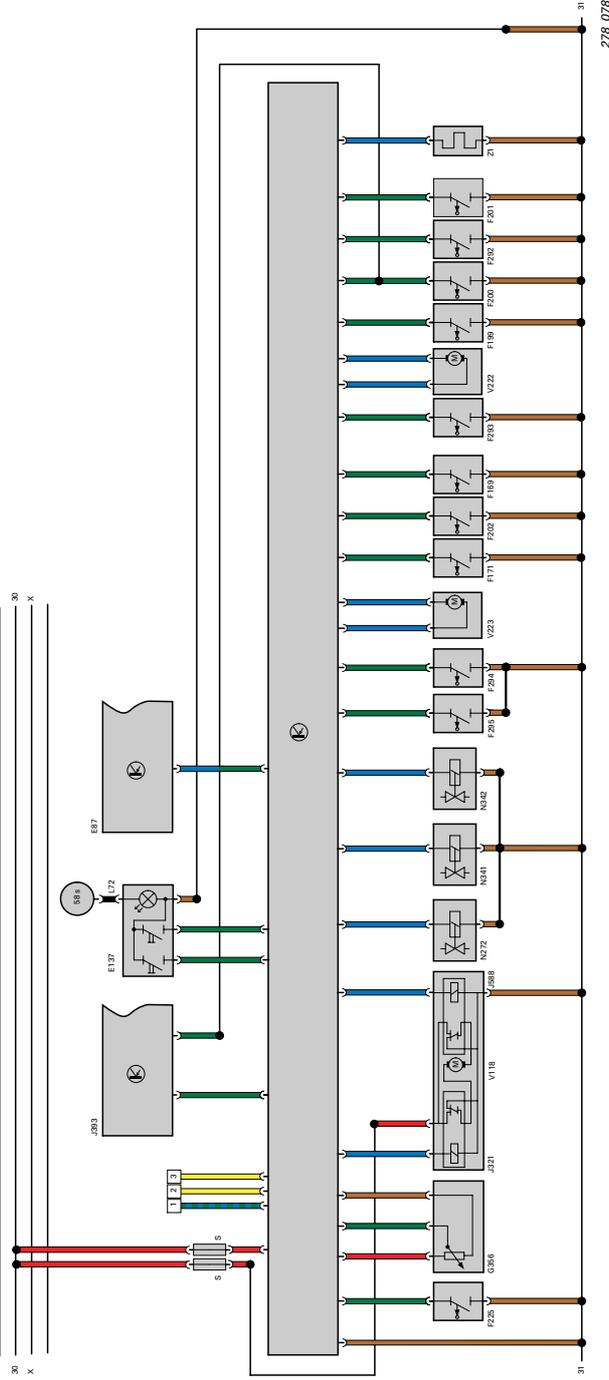 31
278_078
30
X
Z1
F201
F292
F200
F199
M
V222
F293
F169
F202
F171
M
V223
F294
F295
E87
N342
N341
N272
58s
L72
E137
J588
M
V118
J321
J393
3
2
1
S
S
G356
F225
30
X
31